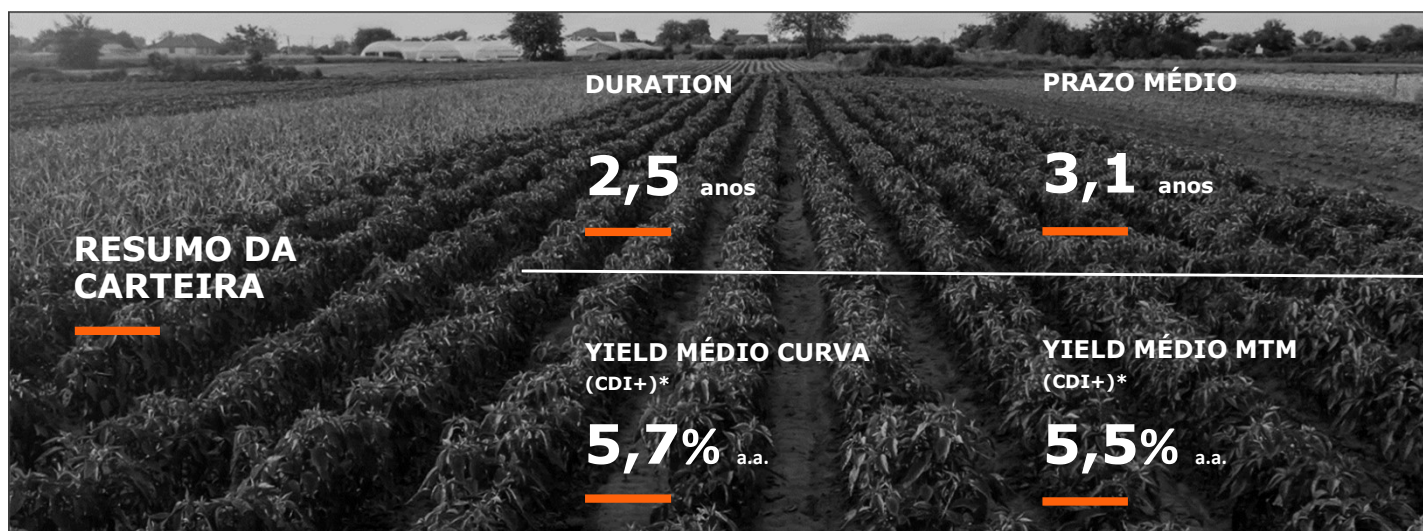 RESUMO DA
CARTEIRA
DURATION
2,5 anos
PRAZO MÉDIO
3,1 anos
YIELD MÉDIO CURVA
(CDI+)*
5,7% a.a.
YIELD MÉDIO MTM
(CDI+)*
5,5% a.a.